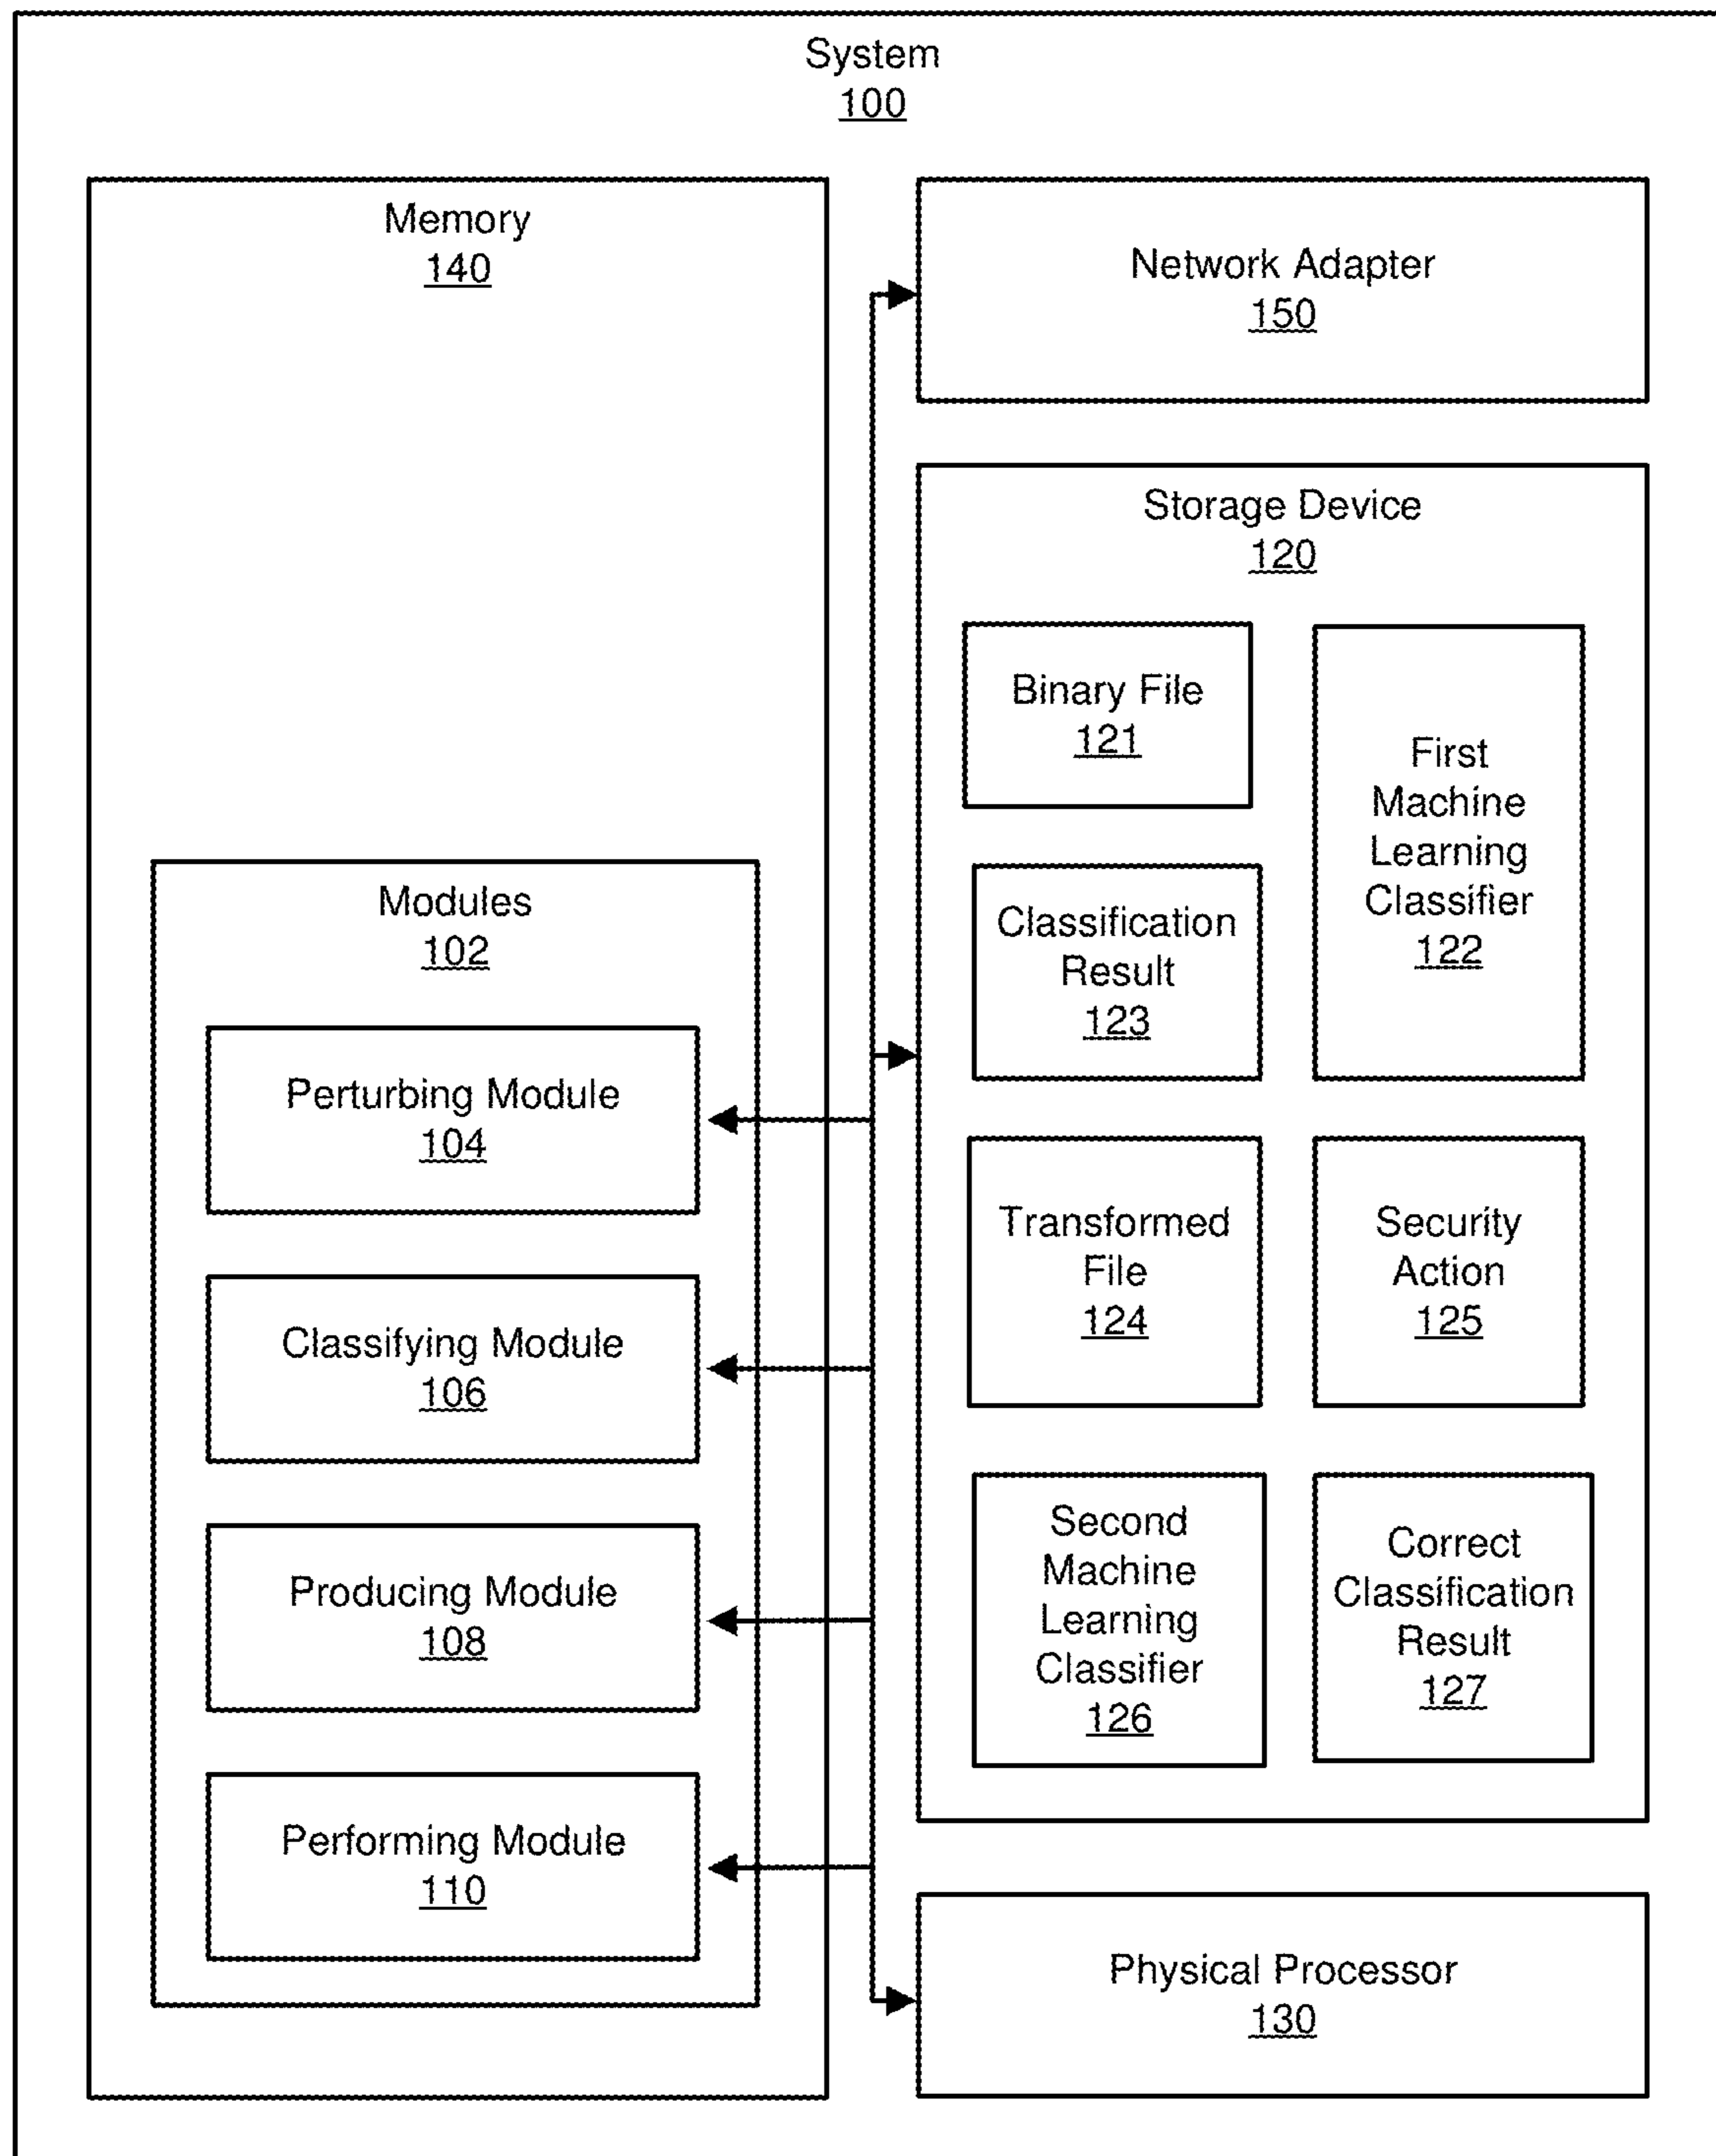 System
100
Memory
140
Modules
102
Perturbing Module
104
Classifying Module
106
Producing Module
108
Performing Module
110
Network Adapter
150
Storage Device
120
Binary File
121
First
Machine
Learning
Classifier
122
Classification
Result
123
Transformed
File
124
Security
Action
125
Second
Machine
Learning
Classifier
126
Correct
Classification
Result
127
Physical Processor
130